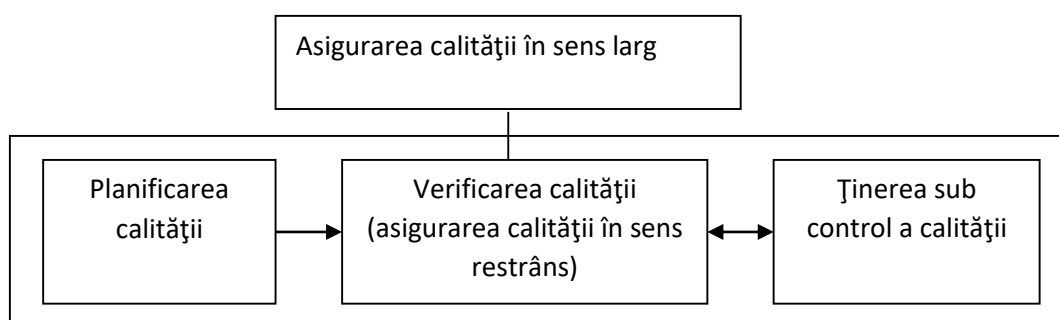 Asigurarea calităţii în sens larg
Planificarea
calităţii
Verificarea calităţii
(asigurarea calităţii în sens
restrâns)
Ţinerea sub
control a calităţii